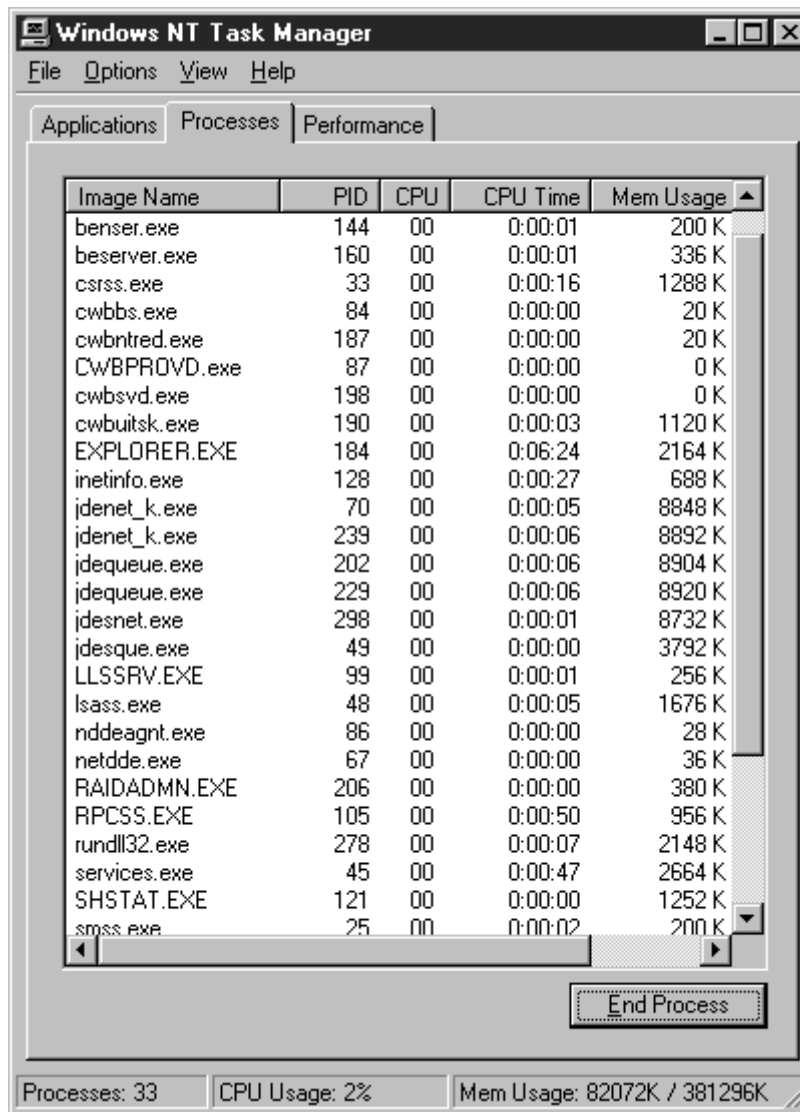 Windows NT Task Manager
File Options View Help
Applications Processes Performance
Image Name PID CPU CPU Time Mem Usage
benser.exe 144 00 0:00:01 200 K
beserver.exe 160 00 0:00:01 336 K
csrss.exe 33 00 0:00:16 1288 K
cwbbs.exe 84 00 0:00:00 20 K
cwbntred.exe 187 00 0:00:00 20 K
CWBPROVD.exe 87 00 0:00:00 0 K
cwbsvd.exe 198 00 0:00:00 0 K
cwbuitsk.exe 190 00 0:00:03 1120 K
EXPLORER.EXE 184 00 0:06:24 2164 K
inetinfo.exe 128 00 0:00:27 688 K
jdenet_k.exe 70 00 0:00:05 8848 K
jdenet_k.exe 239 00 0:00:06 8892 K
jdequeue.exe 202 00 0:00:06 8904 K
jdequeue.exe 229 00 0:00:06 8920 K
jdesnet.exe 298 00 0:00:01 8732 K
jdesque.exe 49 00 0:00:00 3792 K
LLSSRV.EXE 99 00 0:00:01 256 K
lsass.exe 48 00 0:00:05 1676 K
nddeagnt.exe 86 00 0:00:00 28 K
netdde.exe 67 00 0:00:00 36 K
RAIDADMN.EXE 206 00 0:00:00 380 K
RPCSS.EXE 105 00 0:00:50 956 K
rundll32.exe 278 00 0:00:07 2148 K
services.exe 45 00 0:00:47 2664 K
SHSTAT.EXE 121 00 0:00:00 1252 K
smss.exe 25 00 0:00:02 200 K
End Process
Processes: 33 CPU Usage: 2% Mem Usage: 82072K / 381296K